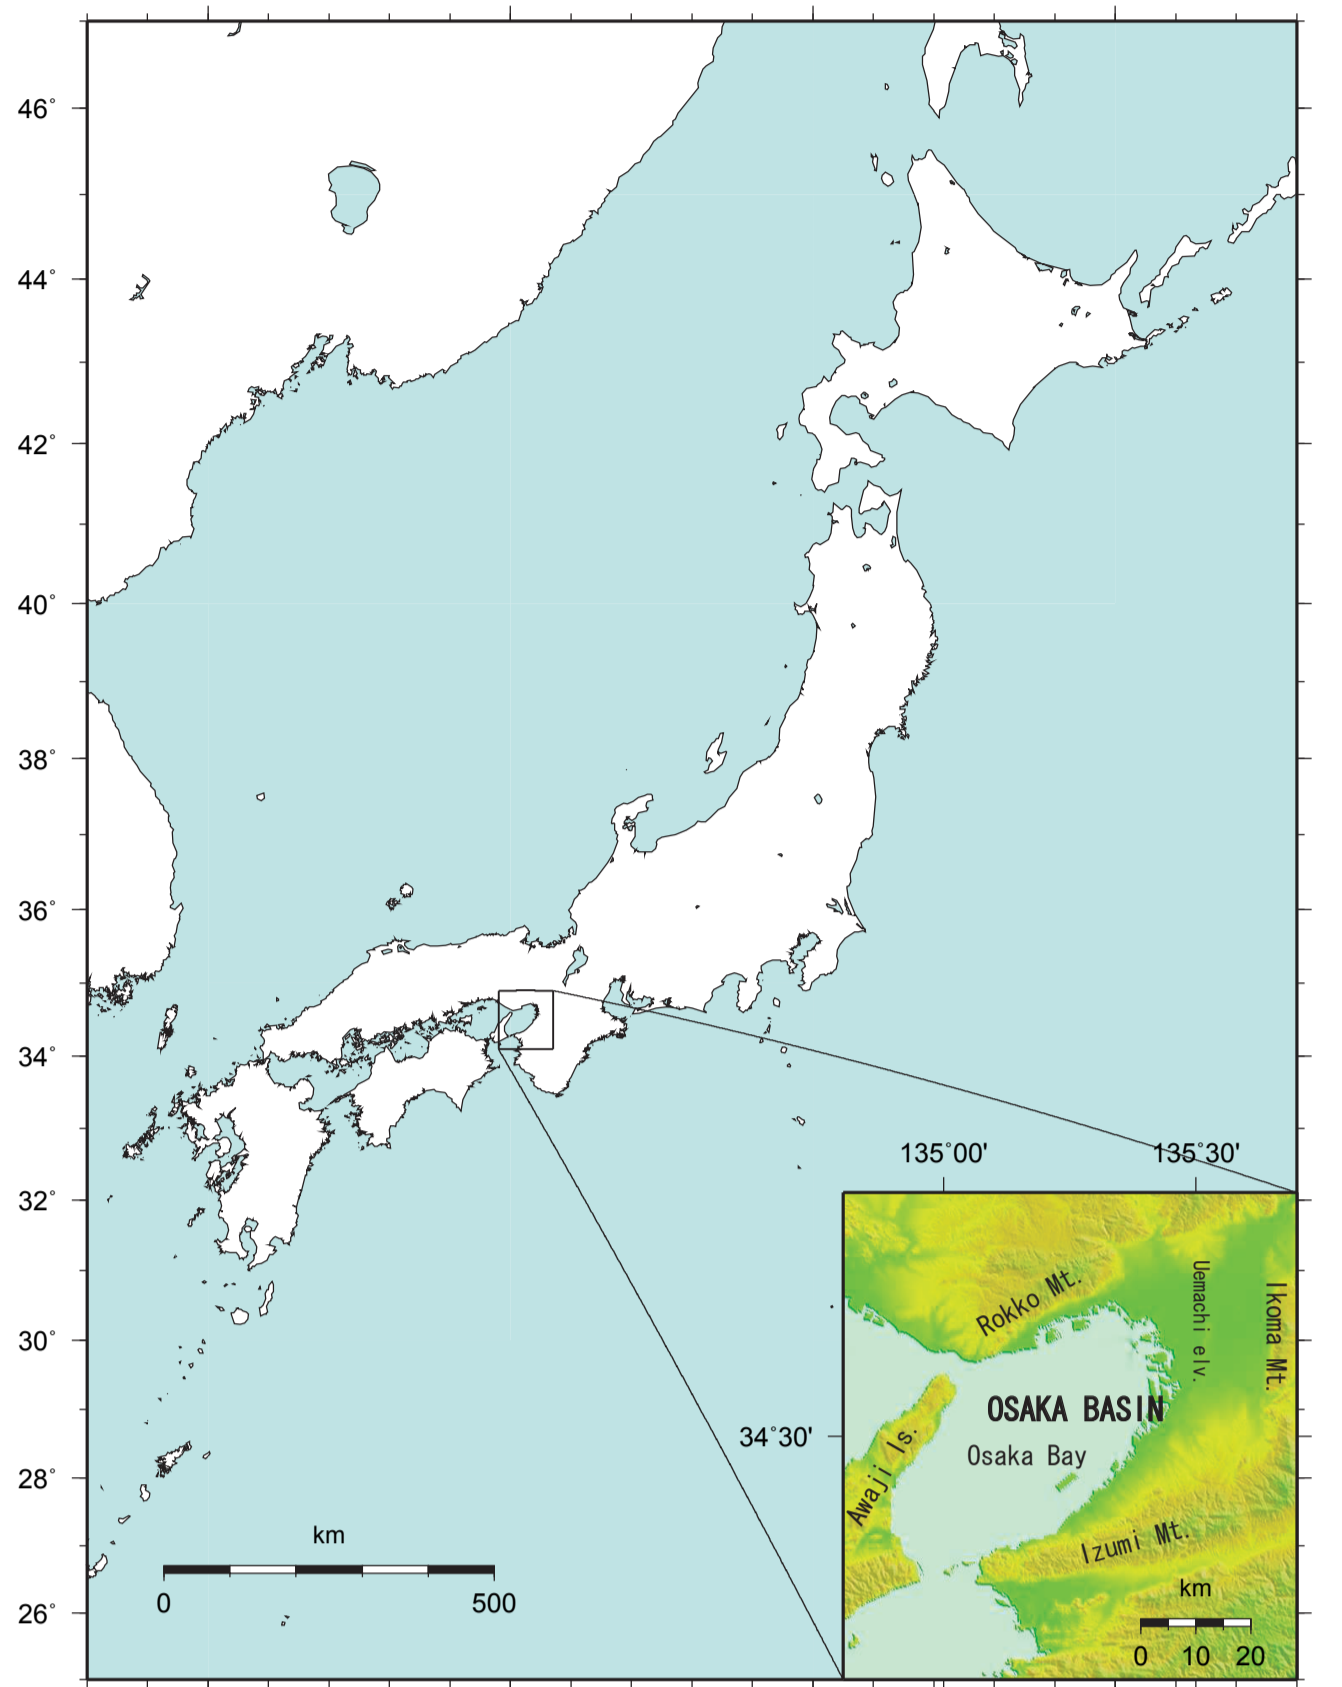 46°
44°
42°
40°
38°
36°
34°
32°
30°
28°
26°
km
0 500
135°00' 135°30'
34°30'
Rokko Mt.
Uemachi elv.
Ikoma Mt.
OSAKA BASIN
Osaka Bay
Awaji Is.
Izumi Mt.
km
0 10 20